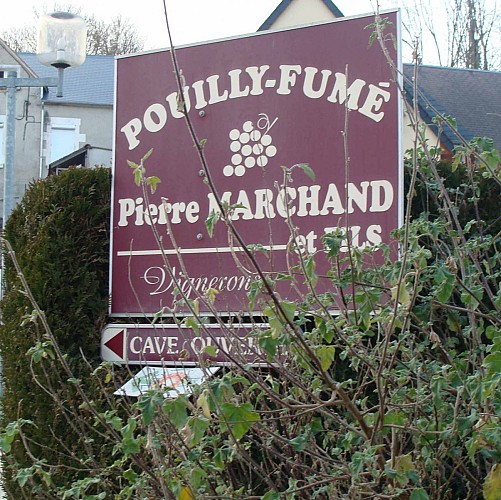 POUILLY-FUMÉ
Pierre MARCHAND
et FILS
Vigneron
CAVE OUVERTE